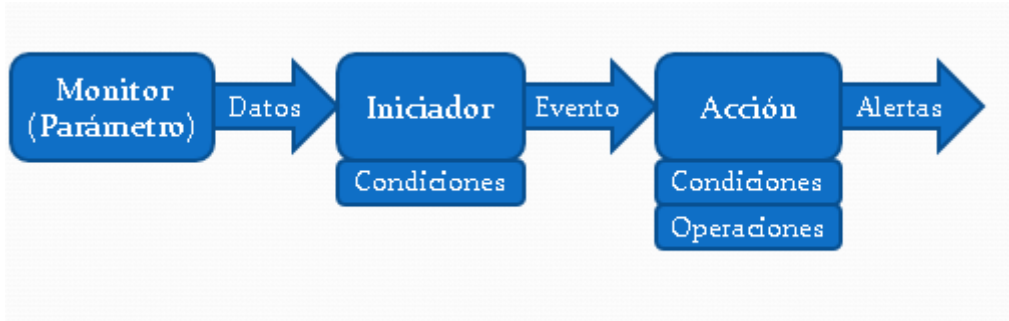 Monitor
(Parámetro)
Datos
Iniciador
Condiciones
Evento
Acción
Condiciones
Operaciones
Alertas